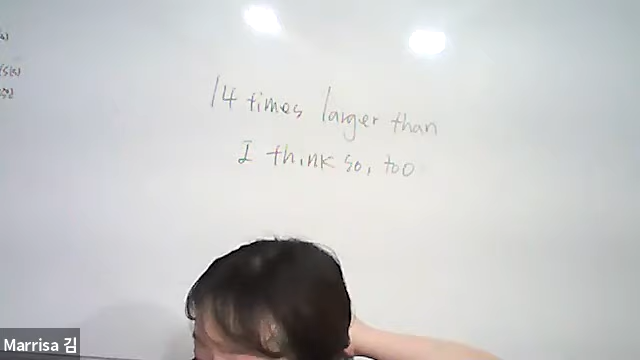 14 times larger than
I think so, too
Marrisa 김